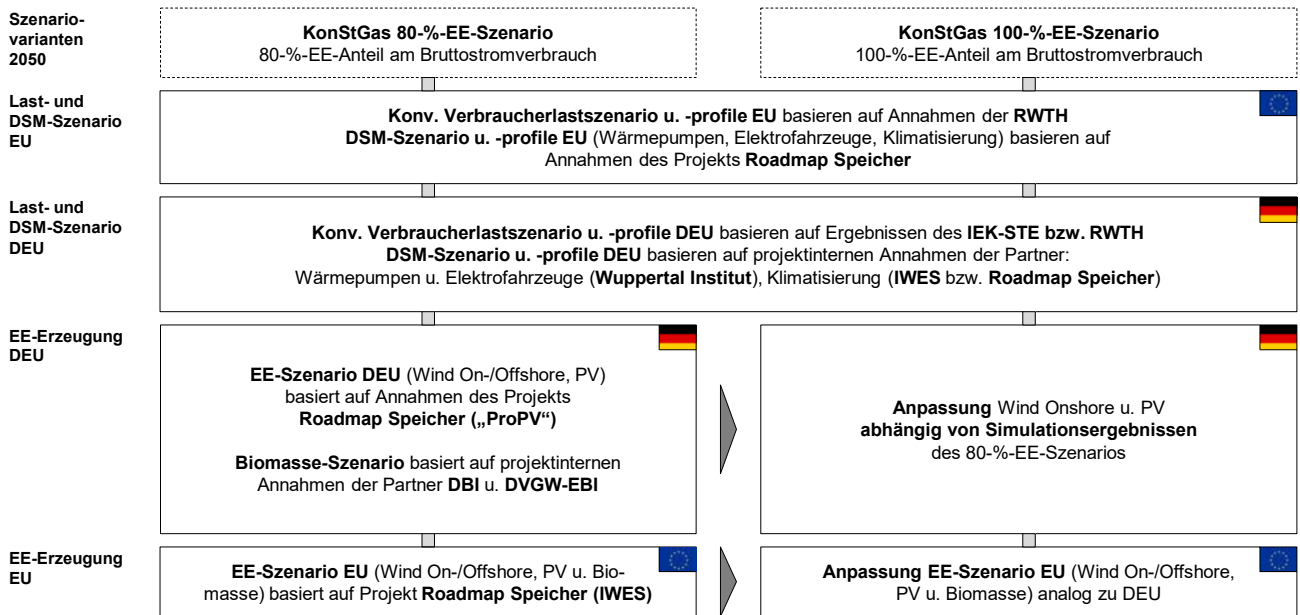 Szenario-
varianten
2050
KonStGas 80-%-EE-Szenario
80-%-EE-Anteil am Bruttostromverbrauch
KonStGas 100-%-EE-Szenario
100-%-EE-Anteil am Bruttostromverbrauch
Last- und
DSM-Szenario
EU
Konv. Verbraucherlastszenario u. -profile EU basieren auf Annahmen der RWTH
DSM-Szenario u. -profile EU (Wärmepumpen, Elektrofahrzeuge, Klimatisierung) basieren auf
Annahmen des Projekts Roadmap Speicher
Last- und
DSM-Szenario
DEU
Konv. Verbraucherlastszenario u. -profile DEU basieren auf Ergebnissen des IEK-STE bzw. RWTH
DSM-Szenario u. -profile DEU basieren auf projektinternen Annahmen der Partner:
Wärmepumpen u. Elektrofahrzeuge (Wuppertal Institut), Klimatisierung (IWES bzw. Roadmap Speicher)
EE-Erzeugung
DEU
EE-Szenario DEU (Wind On-/Offshore, PV)
basiert auf Annahmen des Projekts
Roadmap Speicher („ProPV“)
Biomasse-Szenario basiert auf projektinternen
Annahmen der Partner DBI u. DVGW-EBI
Anpassung Wind Onshore u. PV
abhängig von Simulationsergebnissen
des 80-%-EE-Szenarios
EE-Erzeugung
EU
EE-Szenario EU (Wind On-/Offshore, PV u. Bio-
masse) basiert auf Projekt Roadmap Speicher (IWES)
Anpassung EE-Szenario EU (Wind On-/Offshore,
PV u. Biomasse) analog zu DEU